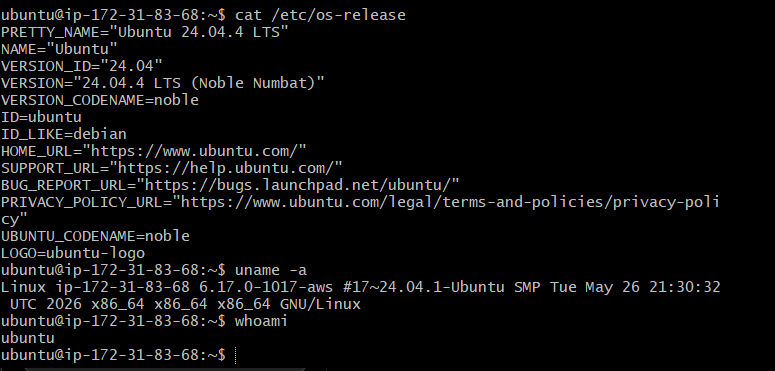 ubuntu@ip-172-31-83-68:~$ cat /etc/os-release
PRETTY_NAME="Ubuntu 24.04.4 LTS"
NAME="Ubuntu"
VERSION_ID="24.04"
VERSION="24.04.4 LTS (Noble Numbat)"
VERSION_CODENAME=noble
ID=ubuntu
ID_LIKE=debian
HOME_URL="https://www.ubuntu.com/"
SUPPORT_URL="https://help.ubuntu.com/"
BUG_REPORT_URL="https://bugs.launchpad.net/ubuntu/"
PRIVACY_POLICY_URL="https://www.ubuntu.com/legal/terms-and-policies/privacy-poli
cy"
UBUNTU_CODENAME=noble
LOGO=ubuntu-logo
ubuntu@ip-172-31-83-68:~$ uname -a
Linux ip-172-31-83-68 6.17.0-1017-aws #17~24.04.1-Ubuntu SMP Tue May 26 21:30:32
 UTC 2026 x86_64 x86_64 x86_64 GNU/Linux
ubuntu@ip-172-31-83-68:~$ whoami
ubuntu
ubuntu@ip-172-31-83-68:~$